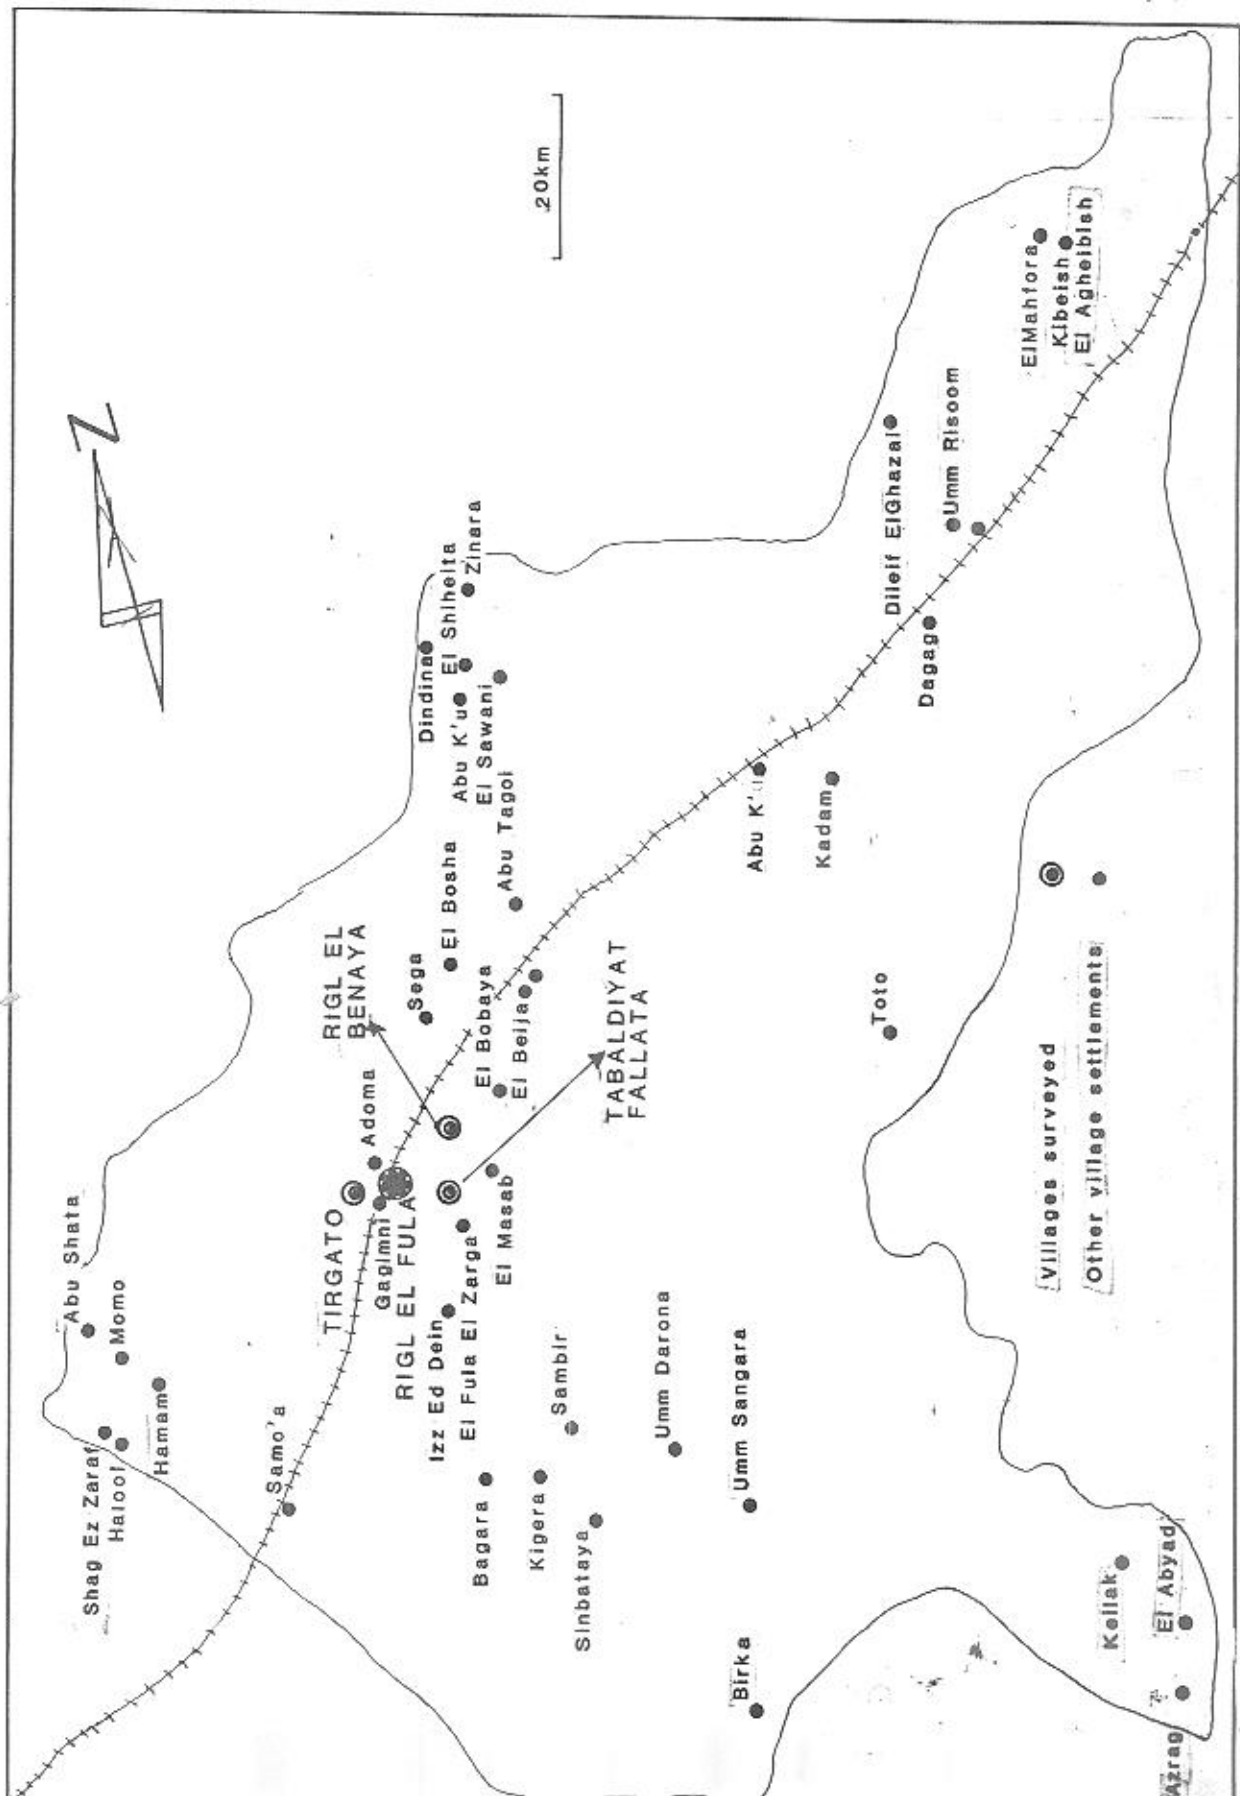 Abu Shata
Momo
Shag Ez Zaraf
Halool
Hamam
Samo'a
TIRGATO
Gagimni
Adoma
RIGL EL FULA
RIGL EL
BENAYA
Sega
El Bosha
Dindina
Abu K'u
El Shiheita
Zinara
El Sawani
Abu Tagol
El Bobaya
El Beija
El Masab
Izz Ed Dein
El Fula El Zarga
TABALDIYAT
FALLATA
Bagara
Kigera
Sambir
Sinbataya
Umm Darona
Umm Sangara
Birka
Abu K'u
Kadam
Toto
Dagag
Dileif ElGhazal
Umm Risoom
ElMahfora
Kibeish
El Agheibish
20km
N
Villages surveyed
Other village settlements
Keilak
El Abyad
Azrag